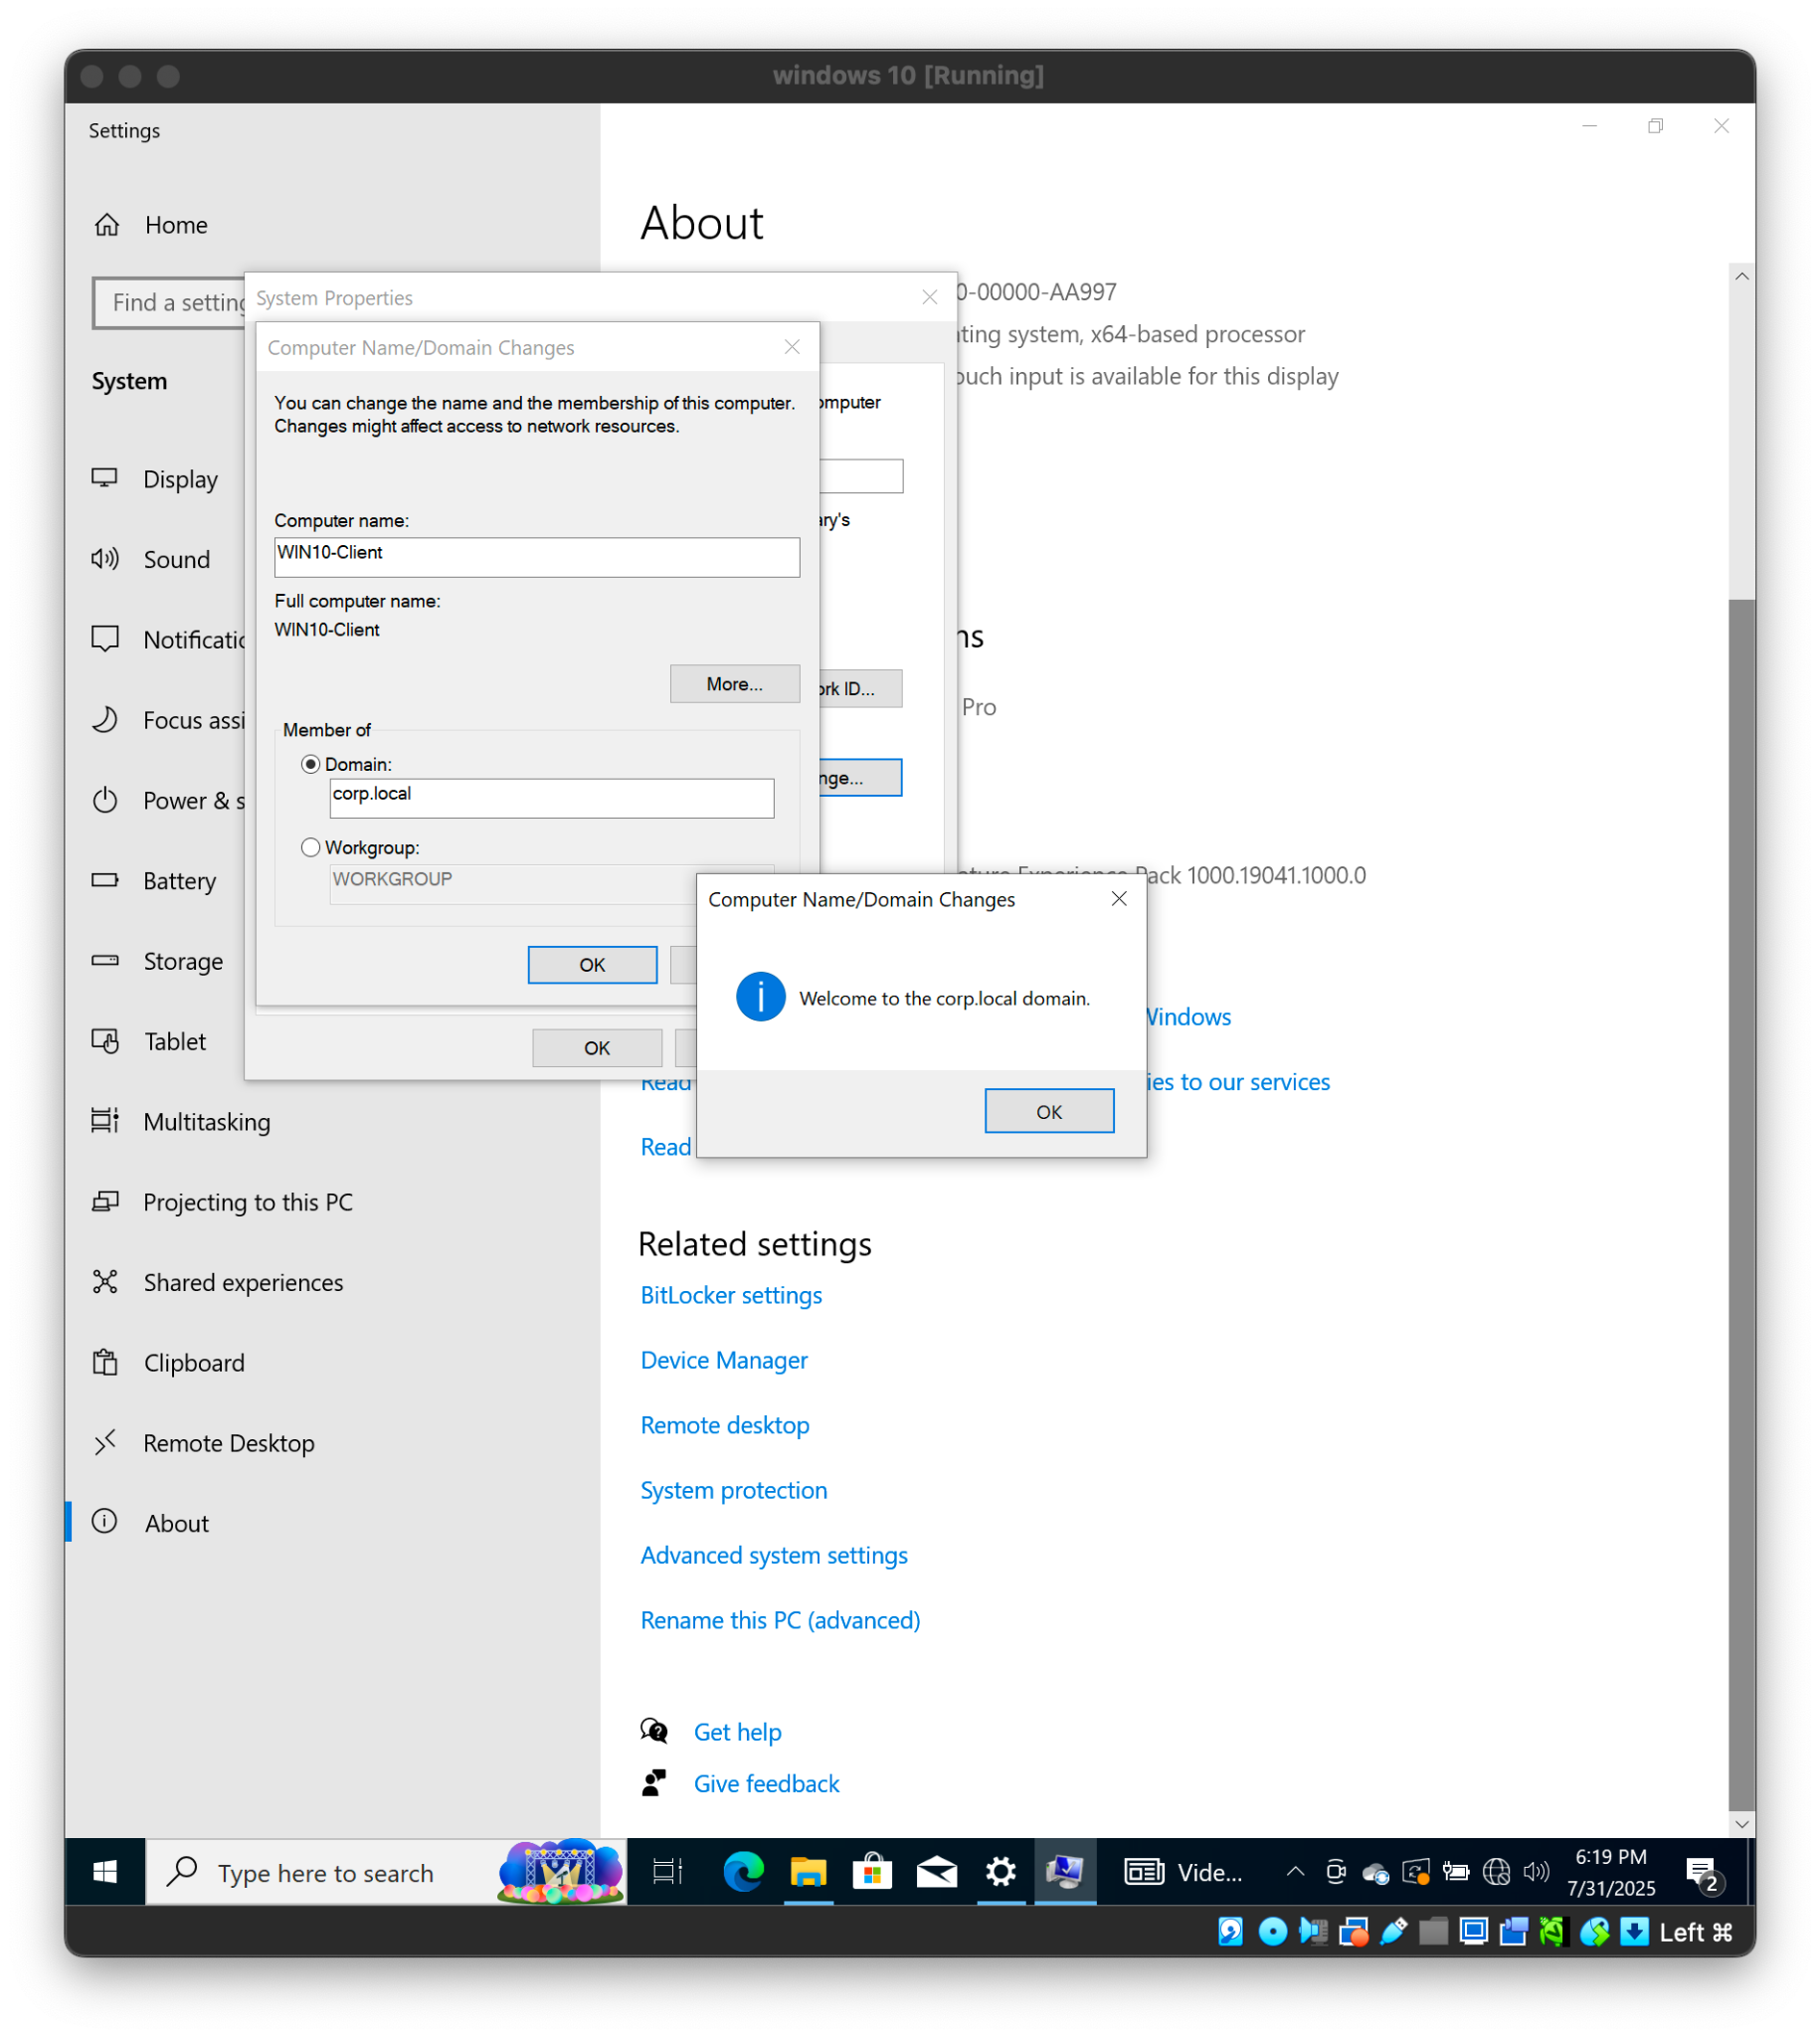 windows 10 [Running]
Settings
Home
Find a setting
System
Display
Sound
Notificatio
Focus assi
Power & s
Battery
Storage
Tablet
Multitasking
Projecting to this PC
Shared experiences
Clipboard
Remote Desktop
About
About
0-00000-AA997
ating system, x64-based processor
ouch input is available for this display
ns
Pro
ature Experience Pack 1000.19041.1000.0
Windows
Read
ies to our services
Read
Related settings
BitLocker settings
Device Manager
Remote desktop
System protection
Advanced system settings
Rename this PC (advanced)
Get help
Give feedback
System Properties
omputer
ary's
ork ID...
nge...
OK
Computer Name/Domain Changes
You can change the name and the membership of this computer.
Changes might affect access to network resources.
Computer name:
WIN10-Client
Full computer name:
WIN10-Client
More...
Member of
Domain:
corp.local
Workgroup:
WORKGROUP
OK
Computer Name/Domain Changes
Welcome to the corp.local domain.
OK
Type here to search
Vide...
6:19 PM
7/31/2025
2
Left ⌘